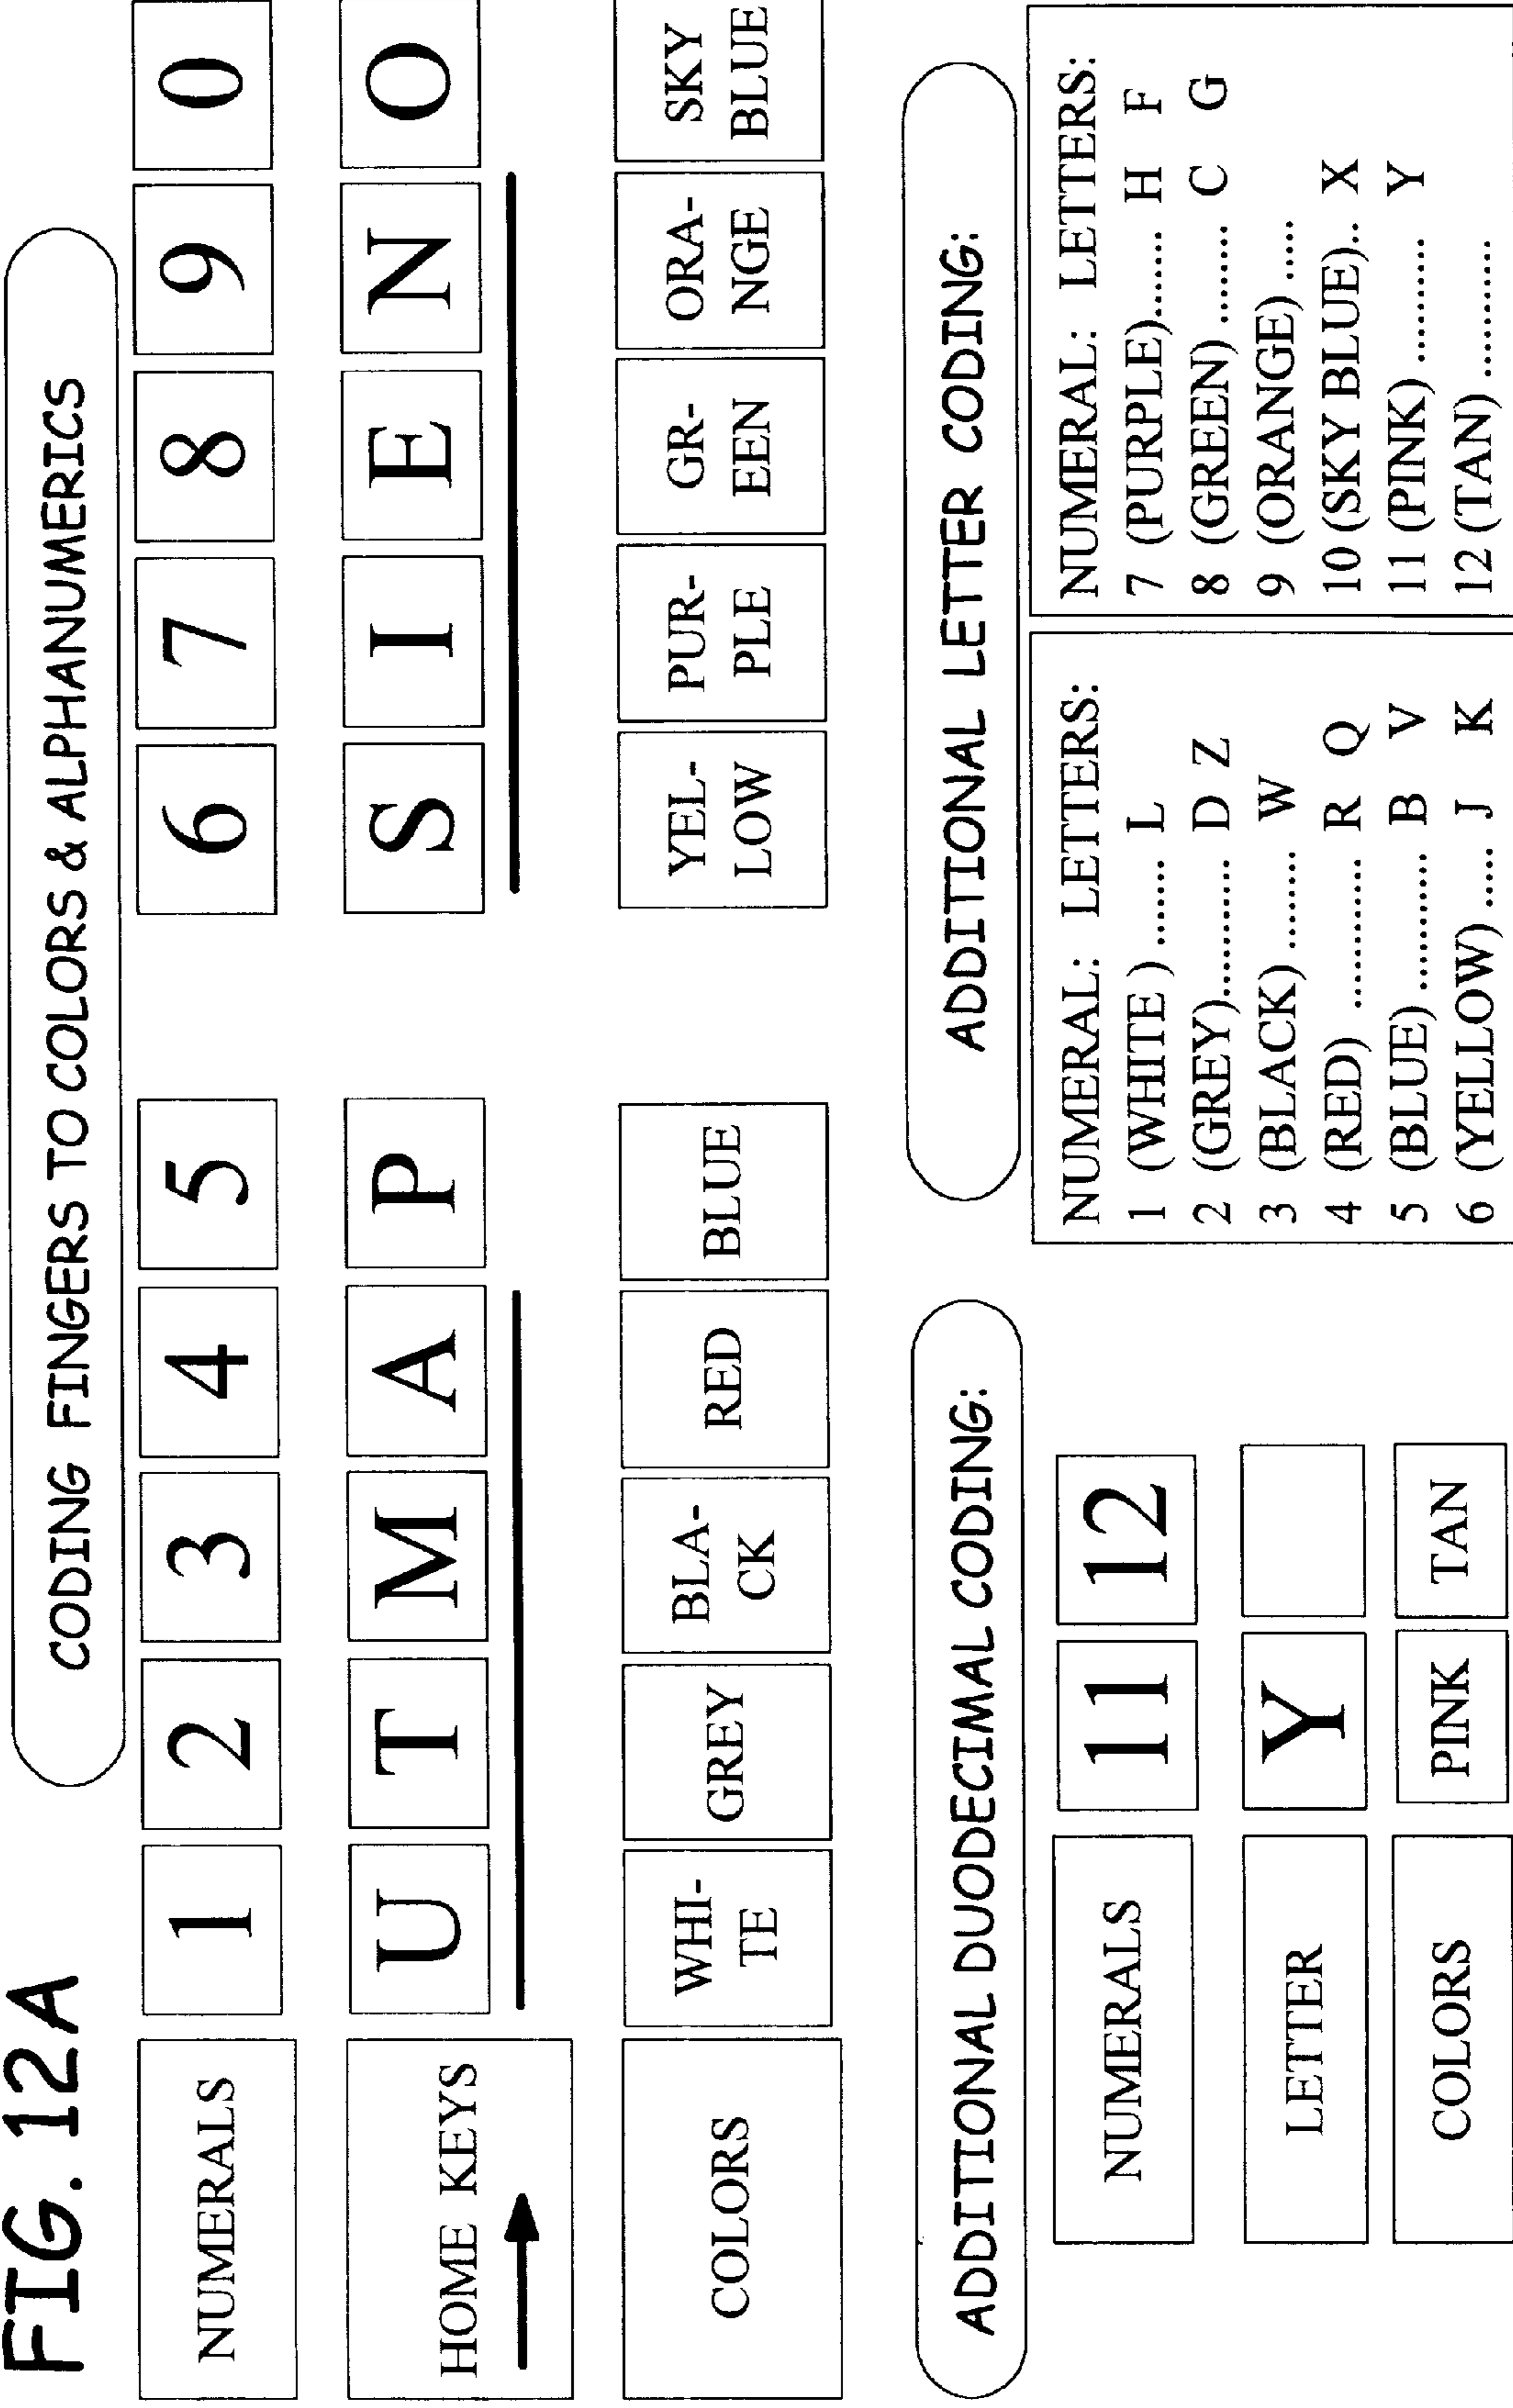 FIG. 12A
CODING FINGERS TO COLORS & ALPHANUMERICS
NUMERALS 1 2 3 4 5 6 7 8 9 0
HOME KEYS U T M A P S I E N O
COLORS WHI-TE GREY BLA-CK RED BLUE YEL-LOW PUR-PLE GR-EEN ORA-NGE SKY BLUE
ADDITIONAL DUODECIMAL CODING:
NUMERALS 11 12
LETTER Y
COLORS PINK TAN
ADDITIONAL LETTER CODING:
NUMERAL: LETTERS:
1 (WHITE )........ L
2 (GREY)........... D Z
3 (BLACK) ......... W
4 (RED) .............. R Q
5 (BLUE) ............. B V
6 (YELLOW) ..... J K
NUMERAL: LETTERS:
7 (PURPLE)....... H F
8 (GREEN) ......... C G
9 (ORANGE) .....
10 (SKY BLUE).. X
11 (PINK) ............ Y
12 (TAN) ............